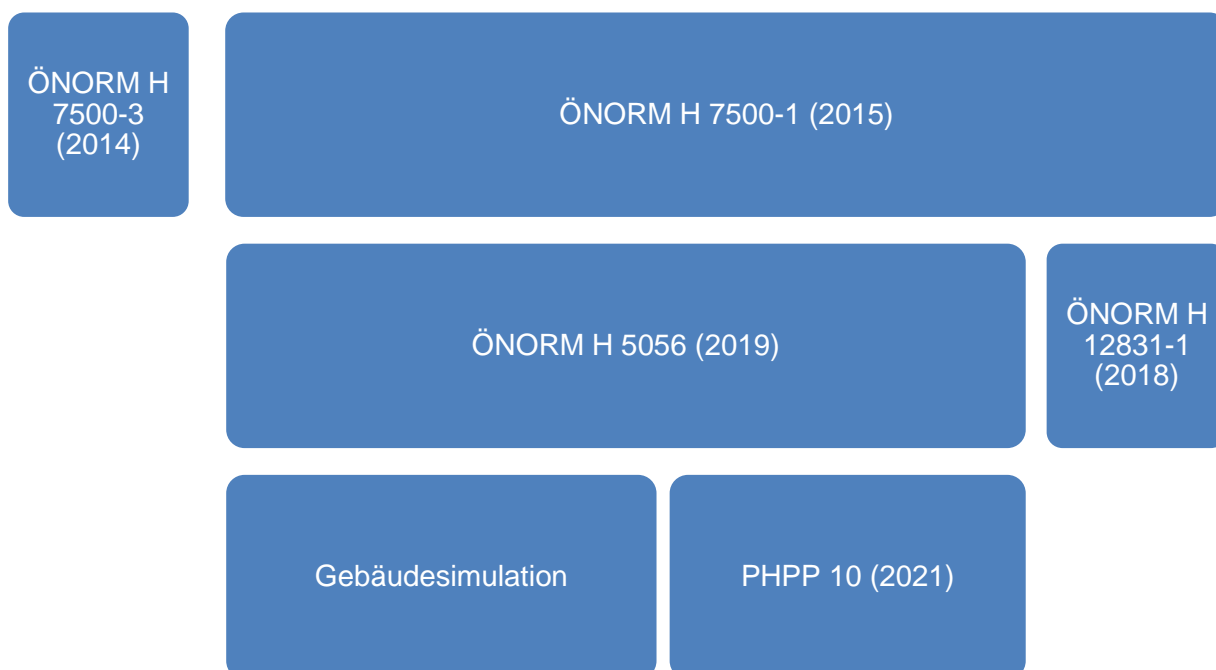 ÖNORM H
7500-3
(2014)
ÖNORM H 7500-1 (2015)
ÖNORM H 5056 (2019)
ÖNORM H
12831-1
(2018)
Gebäudesimulation
PHPP 10 (2021)